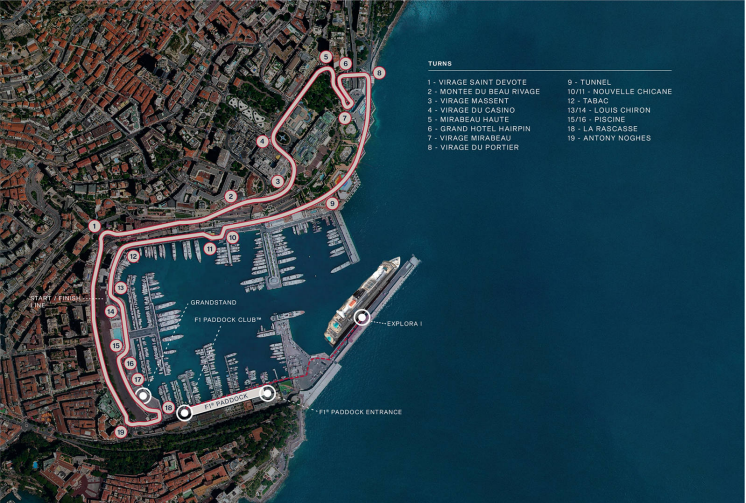 TURNS
1 - VIRAGE SAINT DEVOTE
2 - MONTEE DU BEAU RIVAGE
3 - VIRAGE MASSENT
4 - VIRAGE DU CASINO
5 - MIRABEAU HAUTE
6 - GRAND HOTEL HAIRPIN
7 - VIRAGE MIRABEAU
8 - VIRAGE DU PORTIER
9 - TUNNEL
10/11 - NOUVELLE CHICANE
12 - TABAC
13/14 - LOUIS CHIRON
15/16 - PISCINE
18 - LA RASCASSE
19 - ANTONY NOGHES
5
6
8
7
4
3
2
9
1
10
11
12
13
START / FINISH
LINE
14
GRANDSTAND
F1 PADDOCK CLUB™
EXPLORA I
15
16
17
18
F1® PADDOCK
F1® PADDOCK ENTRANCE
19